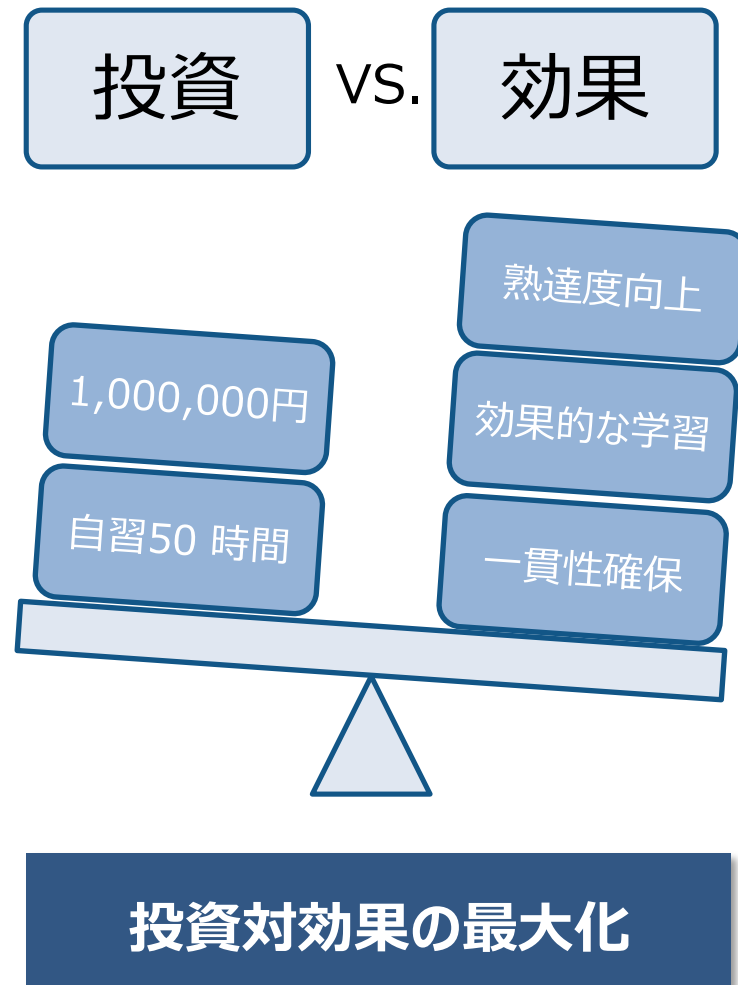 投資 VS. 効果
熟達度向上
1,000,000円
効果的な学習
自習50 時間
一貫性確保
投資対効果の最大化